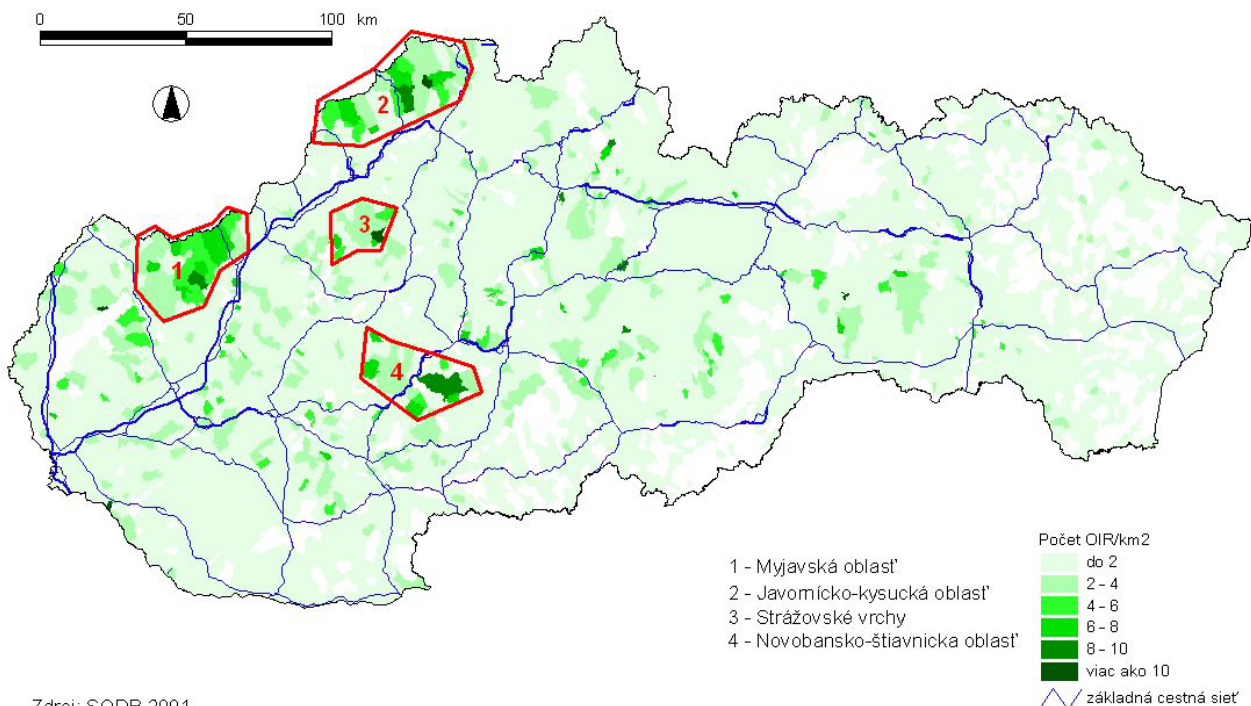 0 50 100 km
2
3
1
4
1 - Myjavská oblasť
2 - Javornícko-kysucká oblasť
3 - Strážovské vrchy
4 - Novobansko-štiavnicka oblasť
Počet OIR/km2
do 2
2 - 4
4 - 6
6 - 8
8 - 10
viac ako 10
základná cestná sieť